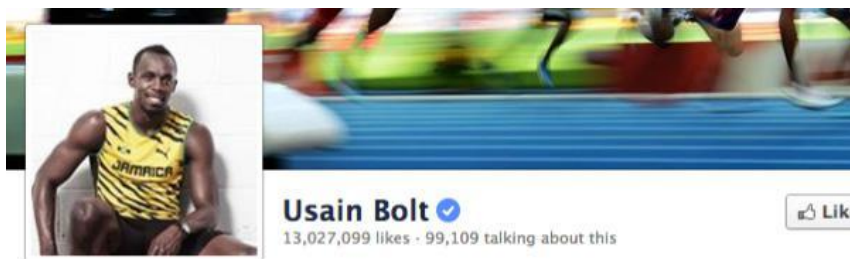 JAMAICA
Usain Bolt
13,027,099 likes · 99,109 talking about this
Lik